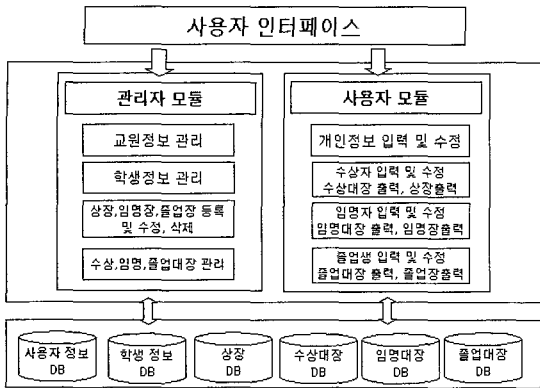 사용자 인터페이스
관리자 모듈
교원정보 관리
학생정보 관리
상장,임명장,졸업장 등록
및 수정, 삭제
수상,임명,졸업대장 관리
사용자 모듈
개인정보 입력 및 수정
수상자 입력 및 수정
수상대장 출력, 상장출력
임명자 입력 및 수정
임명대장 출력, 임명장출력
졸업생 입력 및 수정
졸업대장 출력, 졸업장출력
사용자 정보
DB
학생 정보
DB
상장
DB
수상대장
DB
임명대장
DB
졸업대장
DB